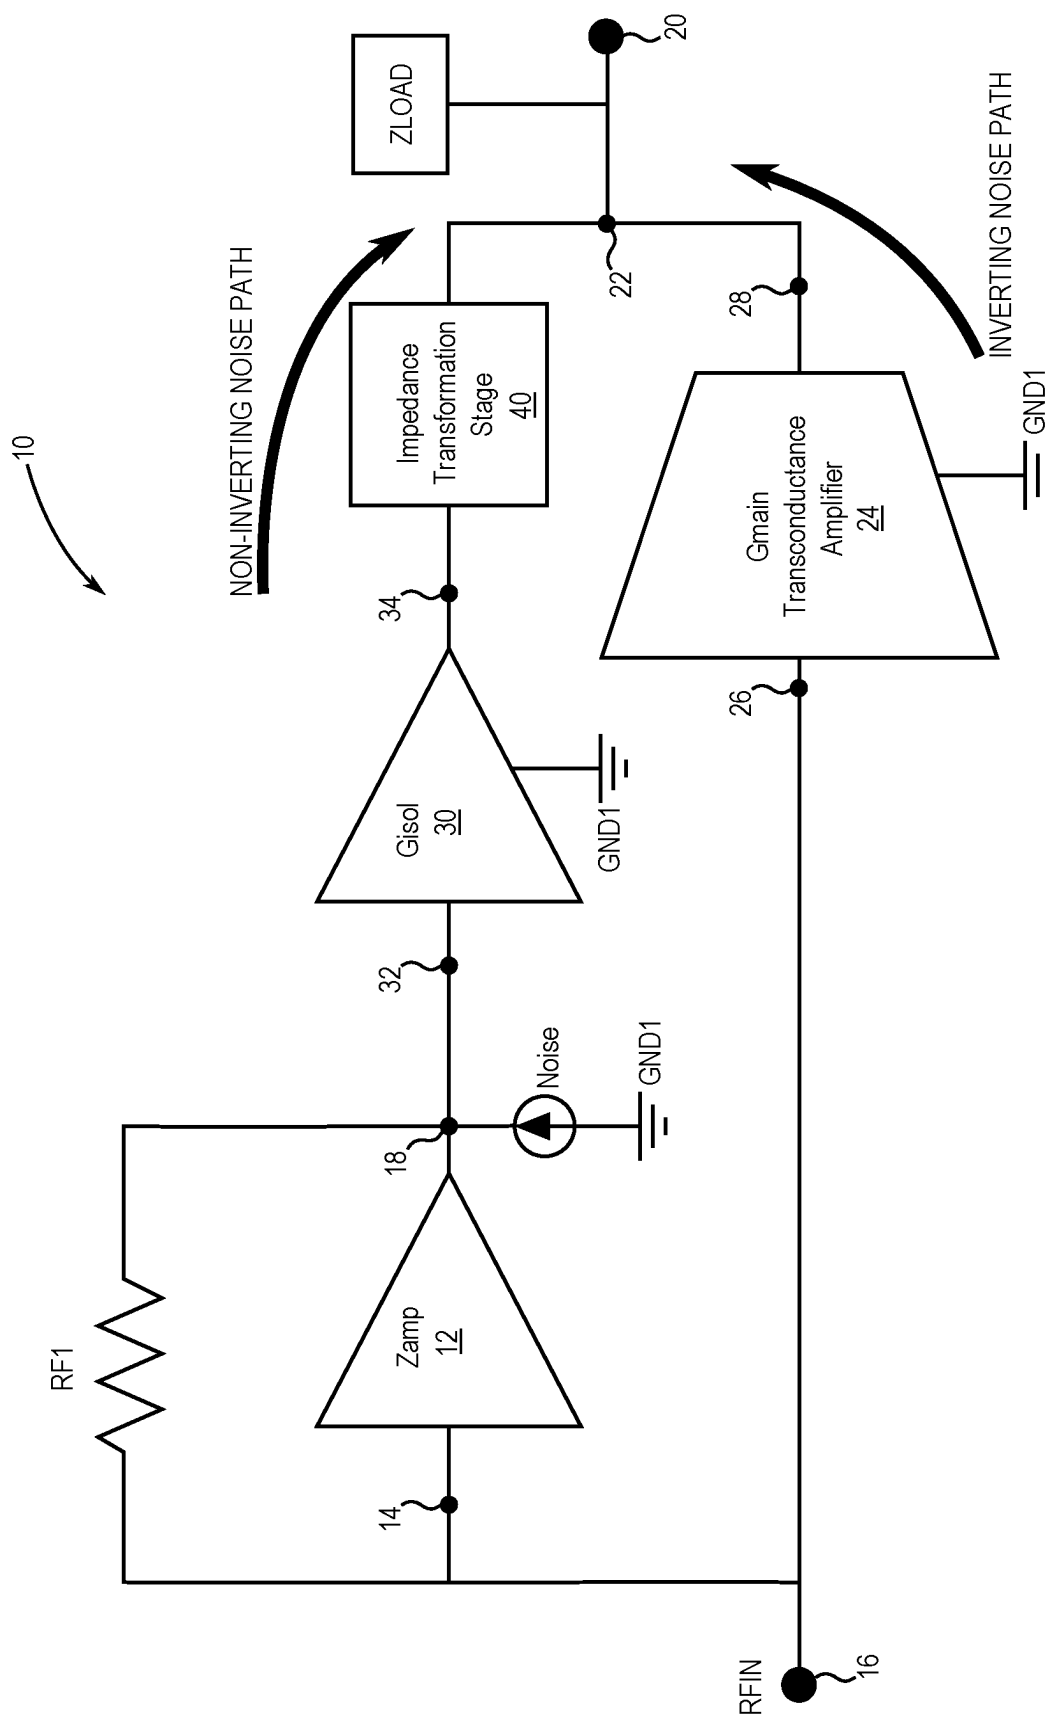 10
NON-INVERTING NOISE PATH
ZLOAD
20
RF1
Zamp
12
14
18
Noise
GND1
32
Gisol
30
GND1
34
Impedance
Transformation
Stage
40
22
28
INVERTING NOISE PATH
RFIN
16
26
Gmain
Transconductance
Amplifier
24
GND1